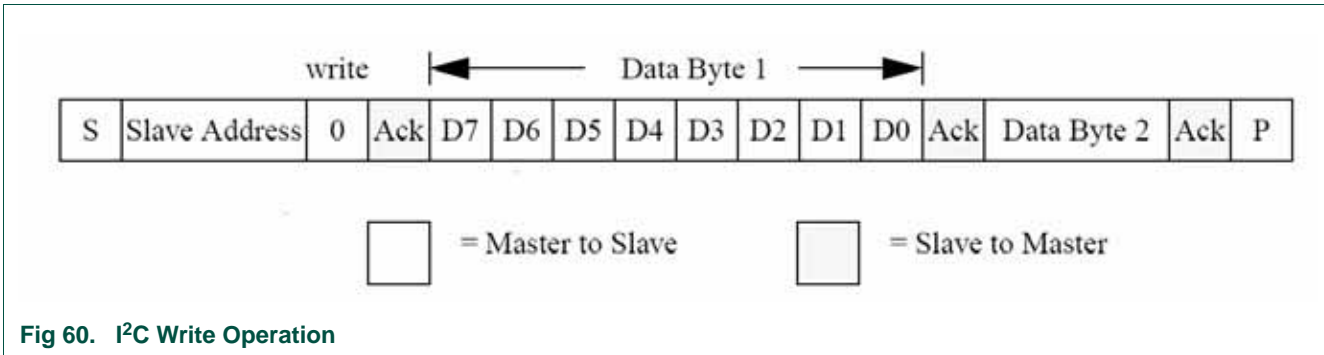 write Data Byte 1
S Slave Address 0 Ack D7 D6 D5 D4 D3 D2 D1 D0 Ack Data Byte 2 Ack P
= Master to Slave = Slave to Master
Fig 60. I²C Write Operation